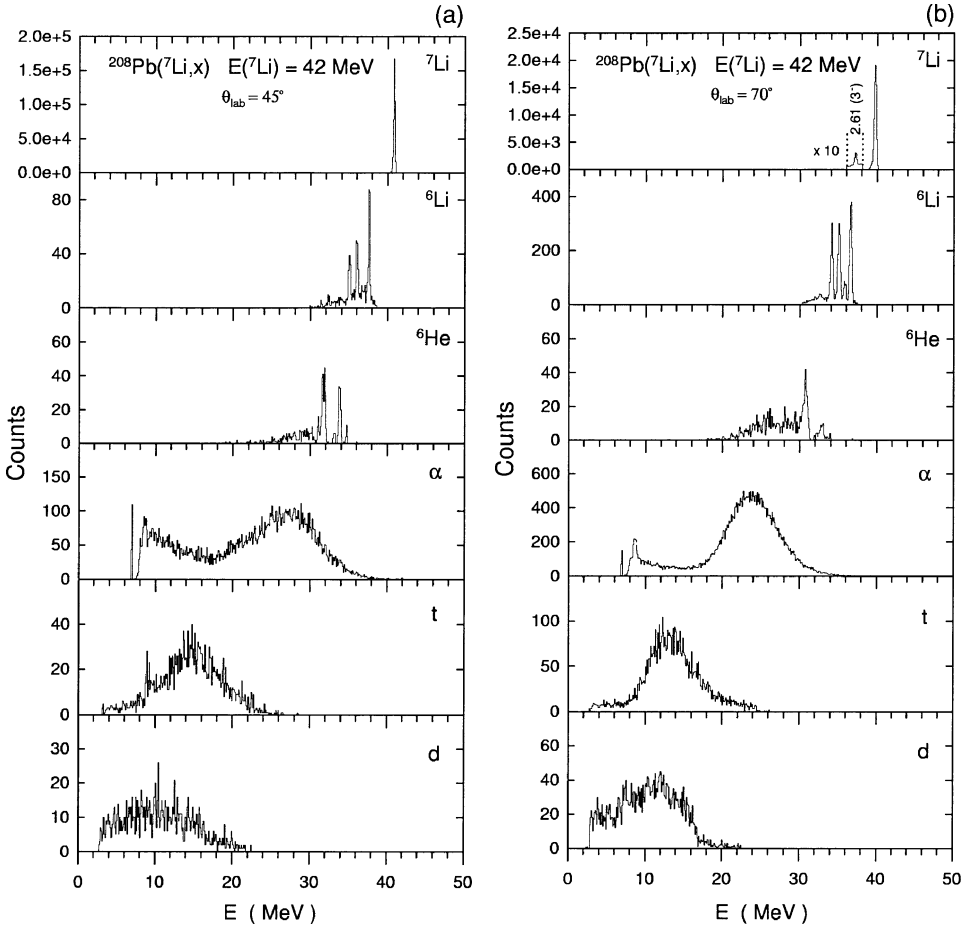 (a)
2.0e+5
1.5e+5
1.0e+5
5.0e+4
0.0e+0
²⁰⁸Pb(⁷Li,x) E(⁷Li) = 42 MeV
θlab = 45°
⁷Li
80
40
0
⁶Li
60
40
20
0
⁶He
150
100
50
0
α
40
20
0
t
30
20
10
0
d
0 10 20 30 40 50
E ( MeV )
Counts
(b)
2.5e+4
2.0e+4
1.5e+4
1.0e+4
5.0e+3
0.0e+0
²⁰⁸Pb(⁷Li,x) E(⁷Li) = 42 MeV
θlab = 70°
x 10
2.61 (3⁻)
⁷Li
400
200
0
⁶Li
60
40
20
0
⁶He
600
400
200
0
α
100
50
0
t
60
40
20
0
d
0 10 20 30 40 50
E ( MeV )
Counts